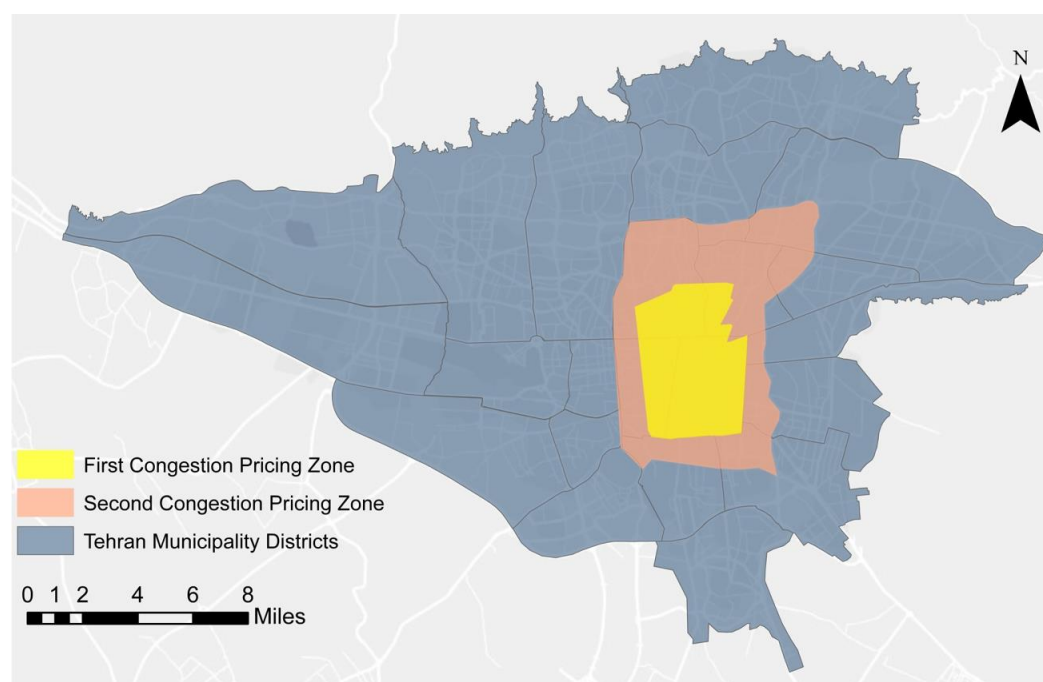 N
First Congestion Pricing Zone
Second Congestion Pricing Zone
Tehran Municipality Districts
0 1 2 4 6 8
Miles